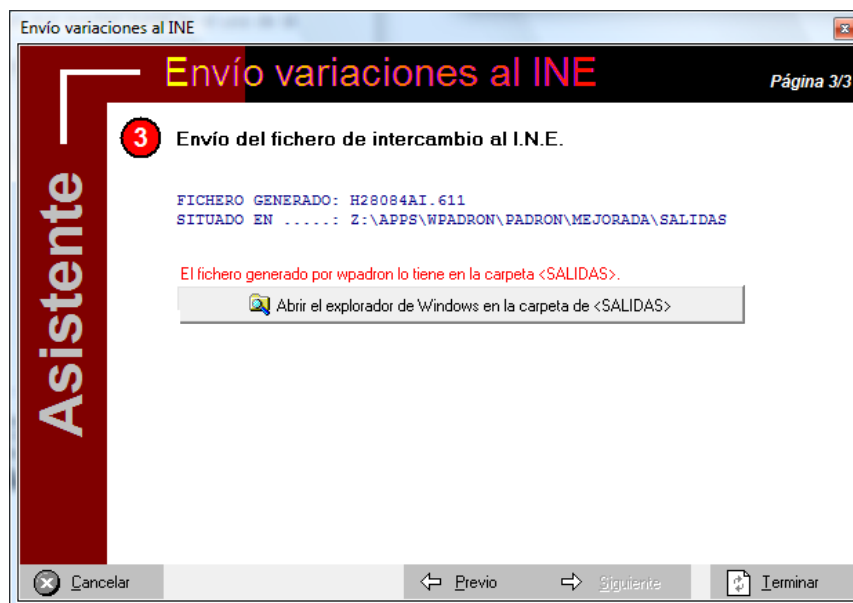 Envío variaciones al INE
Envío variaciones al INE
Página 3/3
Asistente
3 Envío del fichero de intercambio al I.N.E.
FICHERO GENERADO: H28084AI.611
SITUADO EN .....: Z:\APPS\WPADRON\PADRON\MEJORADA\SALIDAS
El fichero generado por wpadron lo tiene en la carpeta <SALIDAS>.
Abrir el explorador de Windows en la carpeta de <SALIDAS>
Cancelar
Previo
Siguiente
Terminar